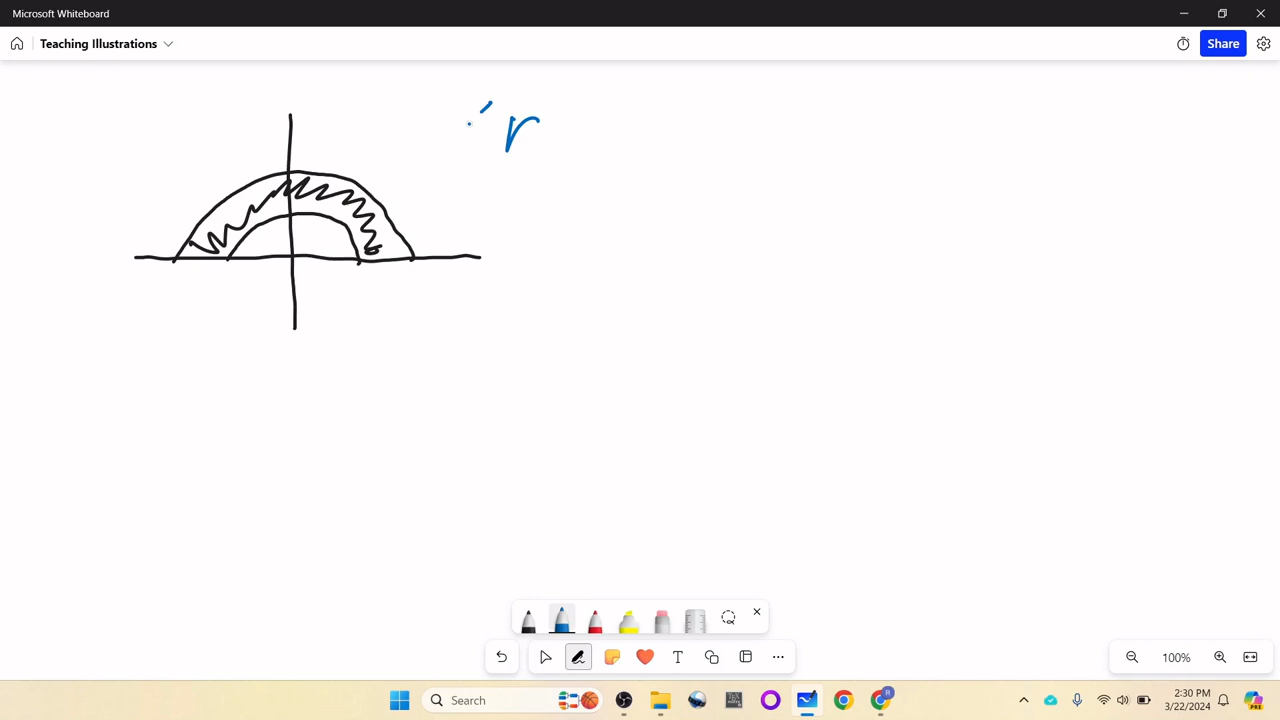 Microsoft Whiteboard
Teaching Illustrations
Share
r
100%
Search
2:30 PM
3/22/2024